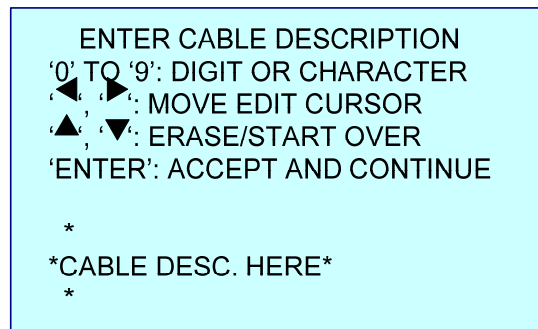 ENTER CABLE DESCRIPTION
‘0’ TO ‘9’: DIGIT OR CHARACTER
‘◀‘, ‘▶‘: MOVE EDIT CURSOR
‘▲‘, ‘▼‘: ERASE/START OVER
‘ENTER’: ACCEPT AND CONTINUE
*
*CABLE DESC. HERE*
*